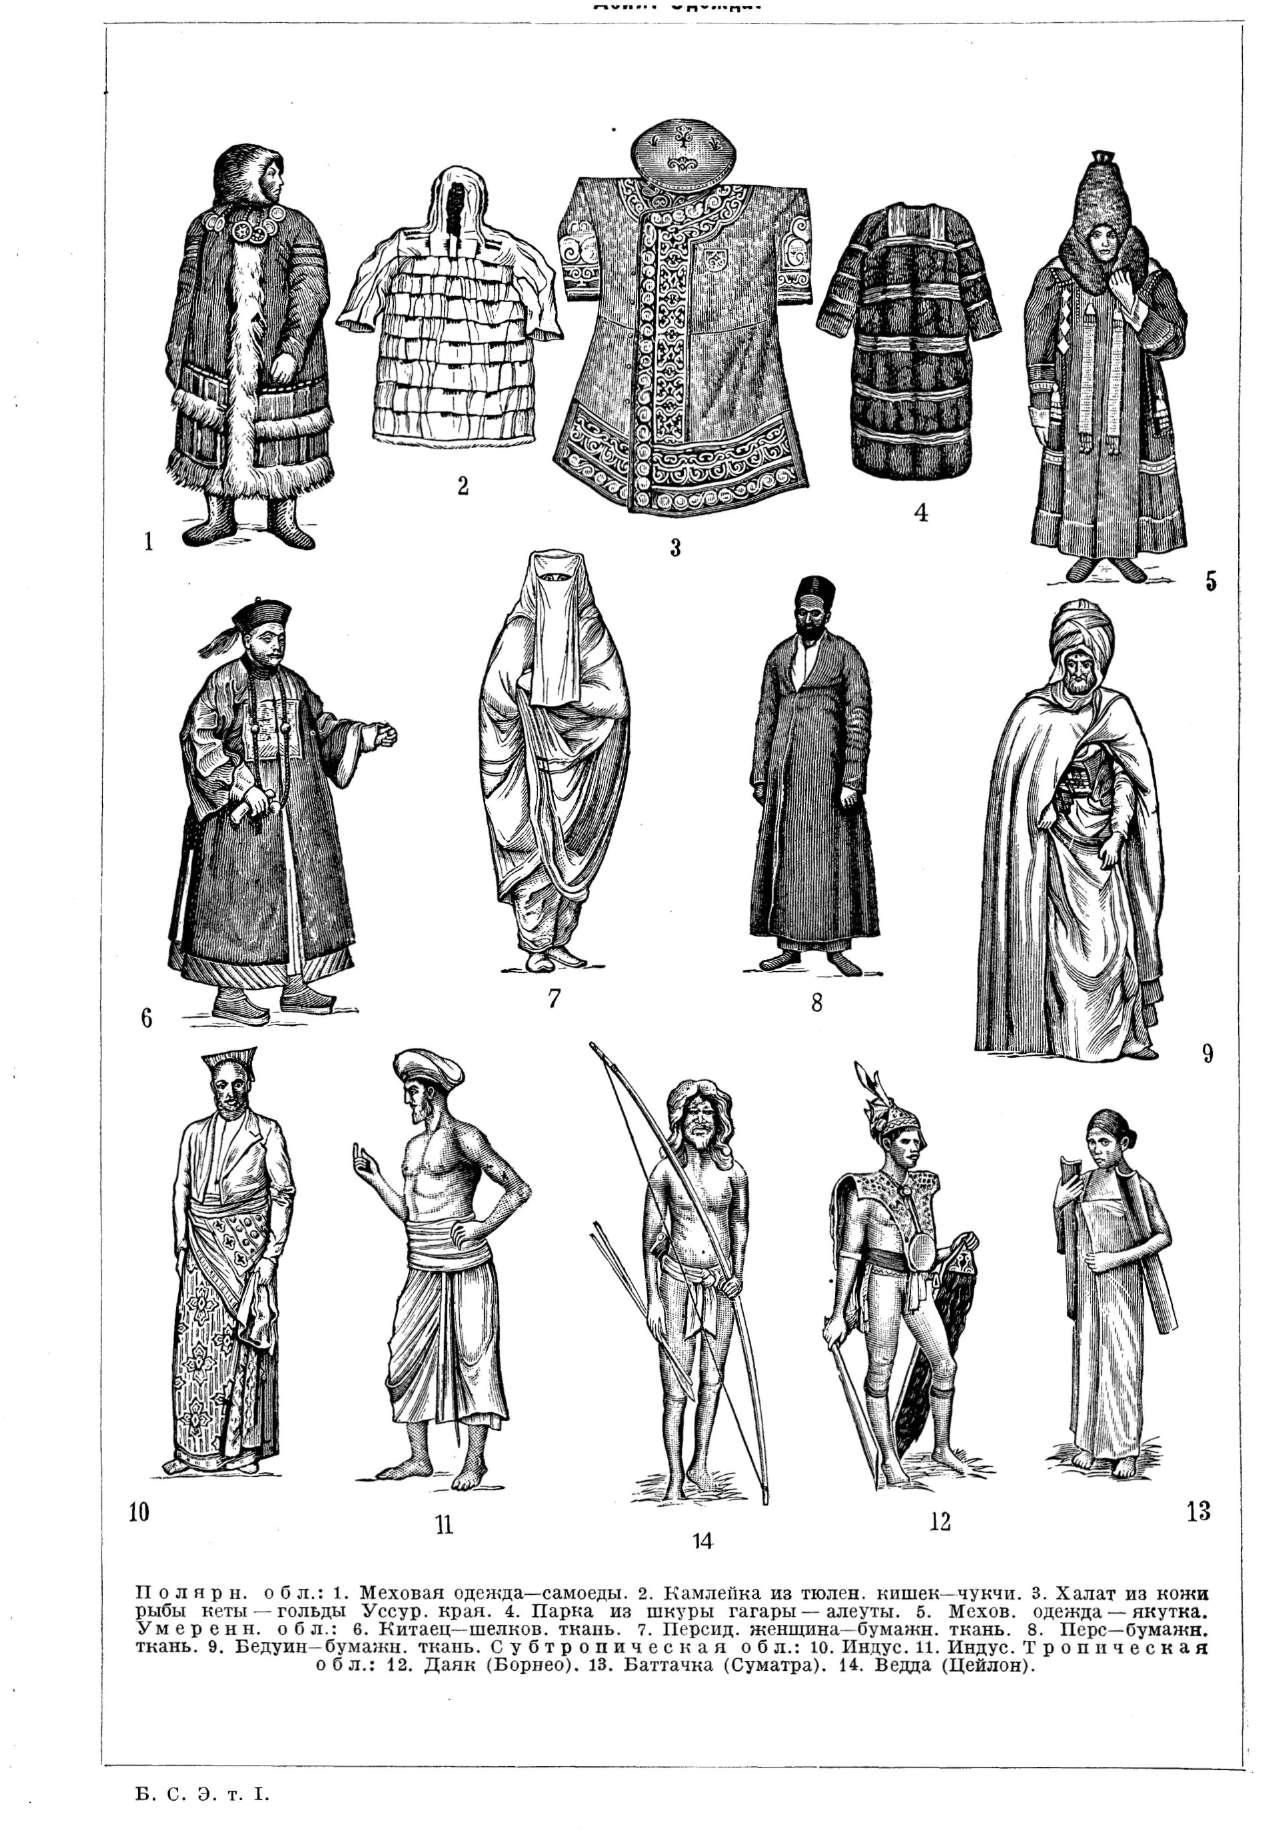 1
2
3
4
5
6
7
8
9
10
11
14
12
13
Полярн. обл.: 1. Меховая одежда—самоеды. 2. Камлейка из тюлен. кишек—чукчи. 3. Халат из кожи
рыбы кеты — гольды Уссур. края. 4. Парка из шкуры гагары — алеуты. 5. Мехов. одежда — якутка.
Умеренн. обл.: 6. Китаец—шелков. ткань. 7. Персид. женщина—бумажн. ткань. 8. Перс—бумажн.
ткань. 9. Бедуин—бумажн. ткань. Субтропическая обл.: 10. Индус. 11. Индус. Тропическая
обл.: 12. Даяк (Борнео). 13. Баттачка (Суматра). 14. Ведда (Цейлон).
Б. С. Э. т. I.